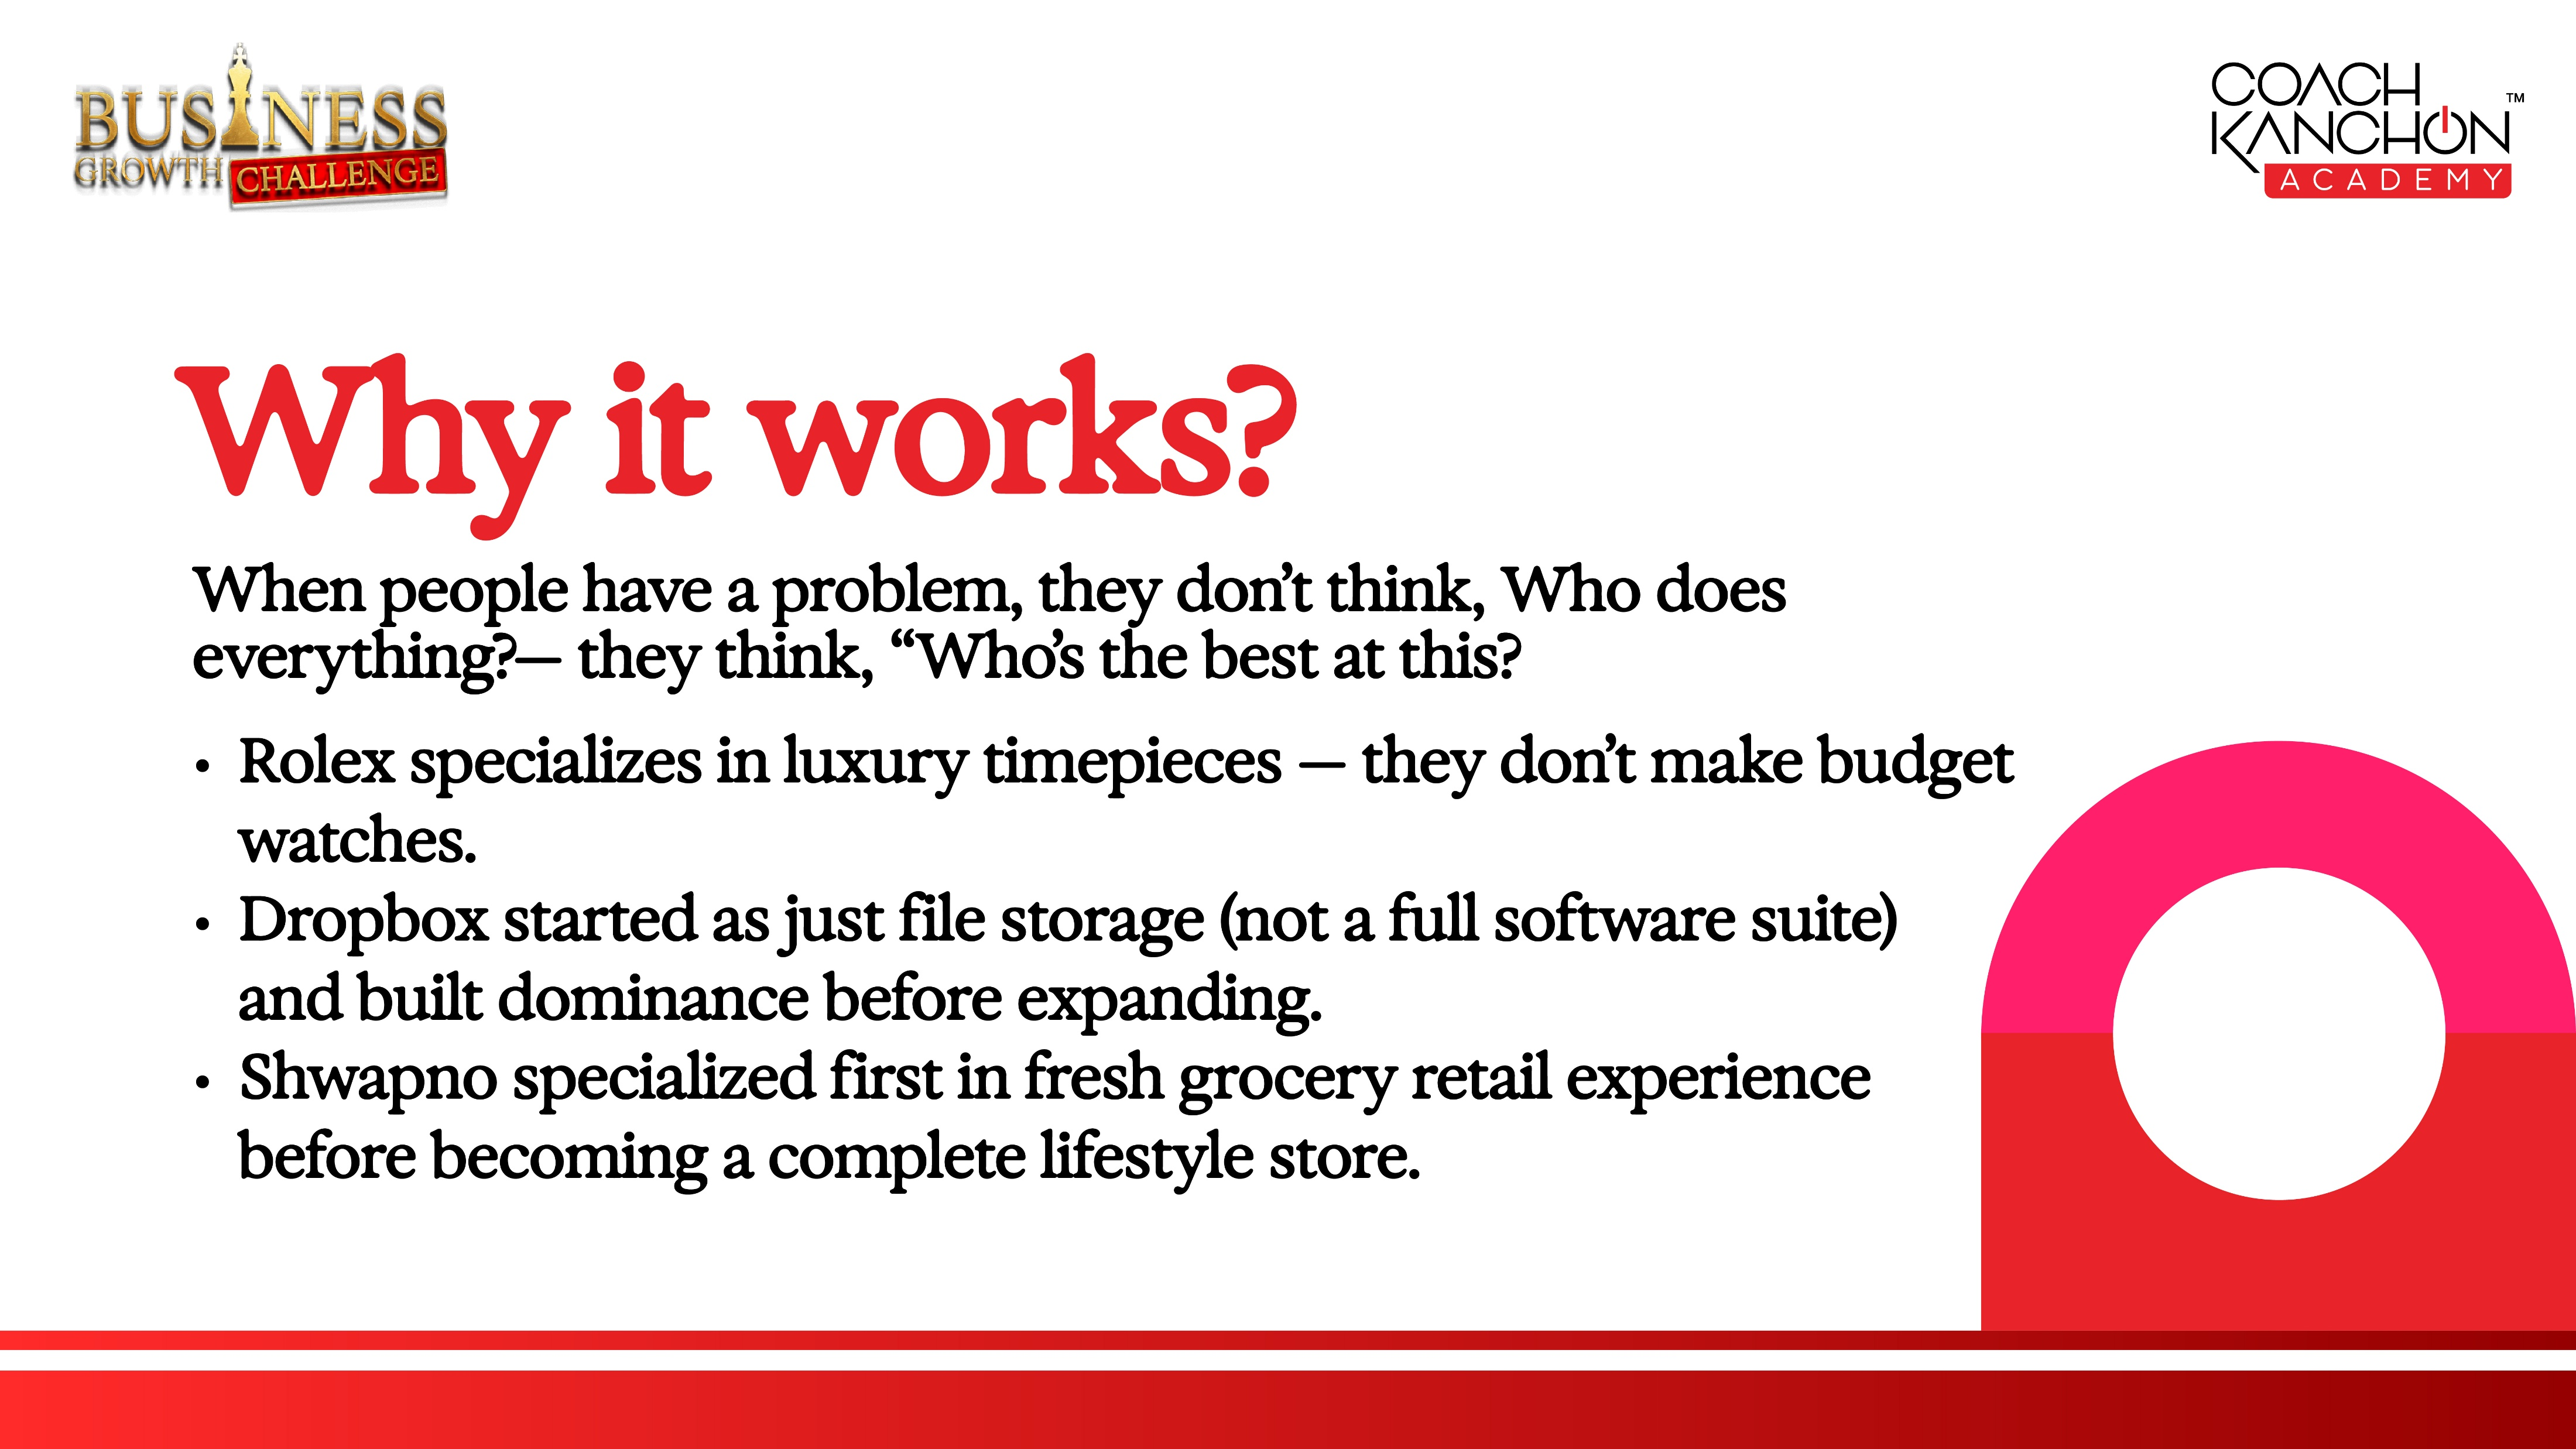 BUSINESS
GROWTH CHALLENGE
COACH
KANCHON
TM
ACADEMY
Why it works?
When people have a problem, they don’t think, Who does
everything?— they think, “Who’s the best at this?
• Rolex specializes in luxury timepieces — they don’t make budget
watches.
• Dropbox started as just file storage (not a full software suite)
and built dominance before expanding.
• Shwapno specialized first in fresh grocery retail experience
before becoming a complete lifestyle store.